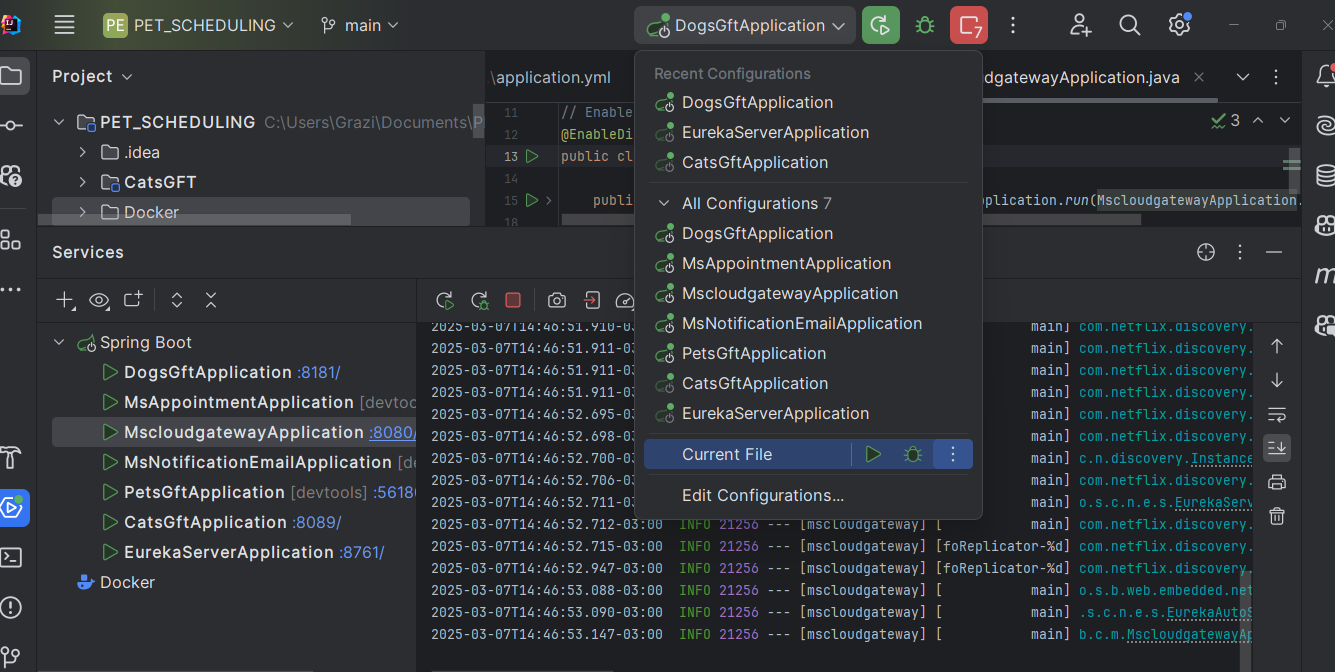 PE PET_SCHEDULING
main
DogsGftApplication
7
Project
\application.yml
dgatewayApplication.java
PET_SCHEDULING C:\Users\Grazi\Documents\P
.idea
CatsGFT
Docker
11 // Enable
12 @EnableDi
13 public cl
14
15 publi
plication.run(MscloudgatewayApplication.
18
3
Recent Configurations
DogsGftApplication
EurekaServerApplication
CatsGftApplication
All Configurations 7
DogsGftApplication
MsAppointmentApplication
MscloudgatewayApplication
MsNotificationEmailApplication
PetsGftApplication
CatsGftApplication
EurekaServerApplication
Current File
Edit Configurations...
Services
Spring Boot
DogsGftApplication :8181/
MsAppointmentApplication [devtoo
MscloudgatewayApplication :8080/
MsNotificationEmailApplication [de
PetsGftApplication [devtools] :5618
CatsGftApplication :8089/
EurekaServerApplication :8761/
Docker
2025-03-07T14:46:51.910-03 main] com.netflix.discovery.
2025-03-07T14:46:51.911-03 main] com.netflix.discovery.
2025-03-07T14:46:51.911-03 main] com.netflix.discovery.
2025-03-07T14:46:51.911-03 main] com.netflix.discovery.
2025-03-07T14:46:52.695-03 main] com.netflix.discovery.
2025-03-07T14:46:52.698-03 main] com.netflix.discovery.
2025-03-07T14:46:52.700-03 main] c.n.discovery.Instance
2025-03-07T14:46:52.706-03 main] com.netflix.discovery.
2025-03-07T14:46:52.711-03 main] o.s.c.n.e.s.EurekaServ
2025-03-07T14:46:52.712-03:00 INFO 21256 --- [mscloudgateway] [ main] com.netflix.discovery.
2025-03-07T14:46:52.715-03:00 INFO 21256 --- [mscloudgateway] [foReplicator-%d] com.netflix.discovery.
2025-03-07T14:46:52.947-03:00 INFO 21256 --- [mscloudgateway] [foReplicator-%d] com.netflix.discovery.
2025-03-07T14:46:53.088-03:00 INFO 21256 --- [mscloudgateway] [ main] o.s.b.web.embedded.net
2025-03-07T14:46:53.090-03:00 INFO 21256 --- [mscloudgateway] [ main] .s.c.n.e.s.EurekaAutoS
2025-03-07T14:46:53.147-03:00 INFO 21256 --- [mscloudgateway] [ main] b.c.m.MscloudgatewayAp